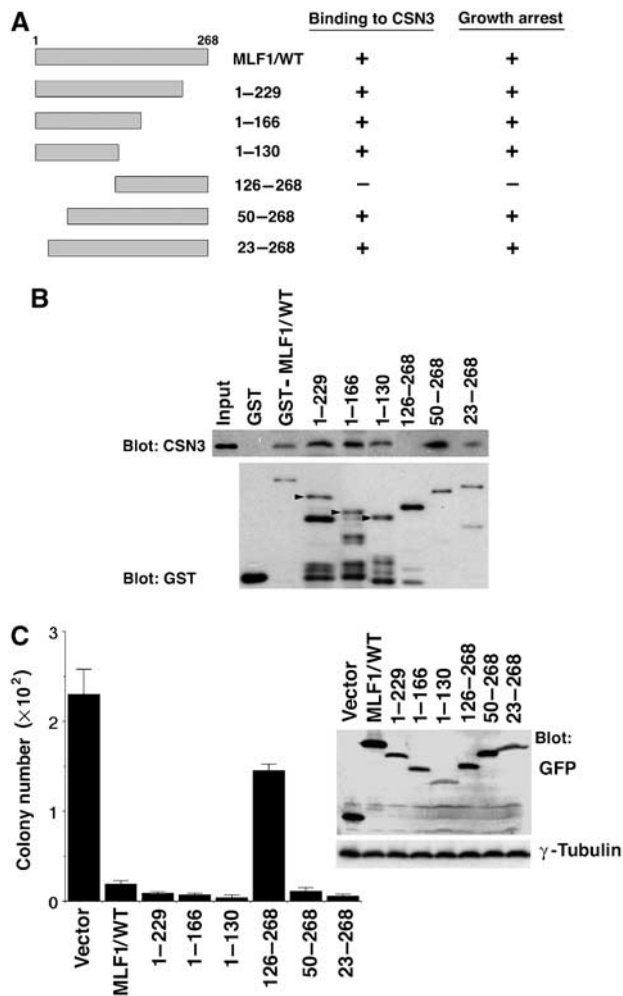 A
Binding to CSN3
Growth arrest
1
268
MLF1/WT + +
1–229 + +
1–166 + +
1–130 + +
126–268 – –
50–268 + +
23–268 + +
B
Input
GST
GST- MLF1/WT
1–229
1–166
1–130
126–268
50–268
23–268
Blot: CSN3
Blot: GST
C
Colony number (×10²)
3
2
1
0
Vector
MLF1/WT
1–229
1–166
1–130
126–268
50–268
23–268
Vector
MLF1/WT
1–229
1–166
1–130
126–268
50–268
23–268
Blot:
GFP
γ-Tubulin